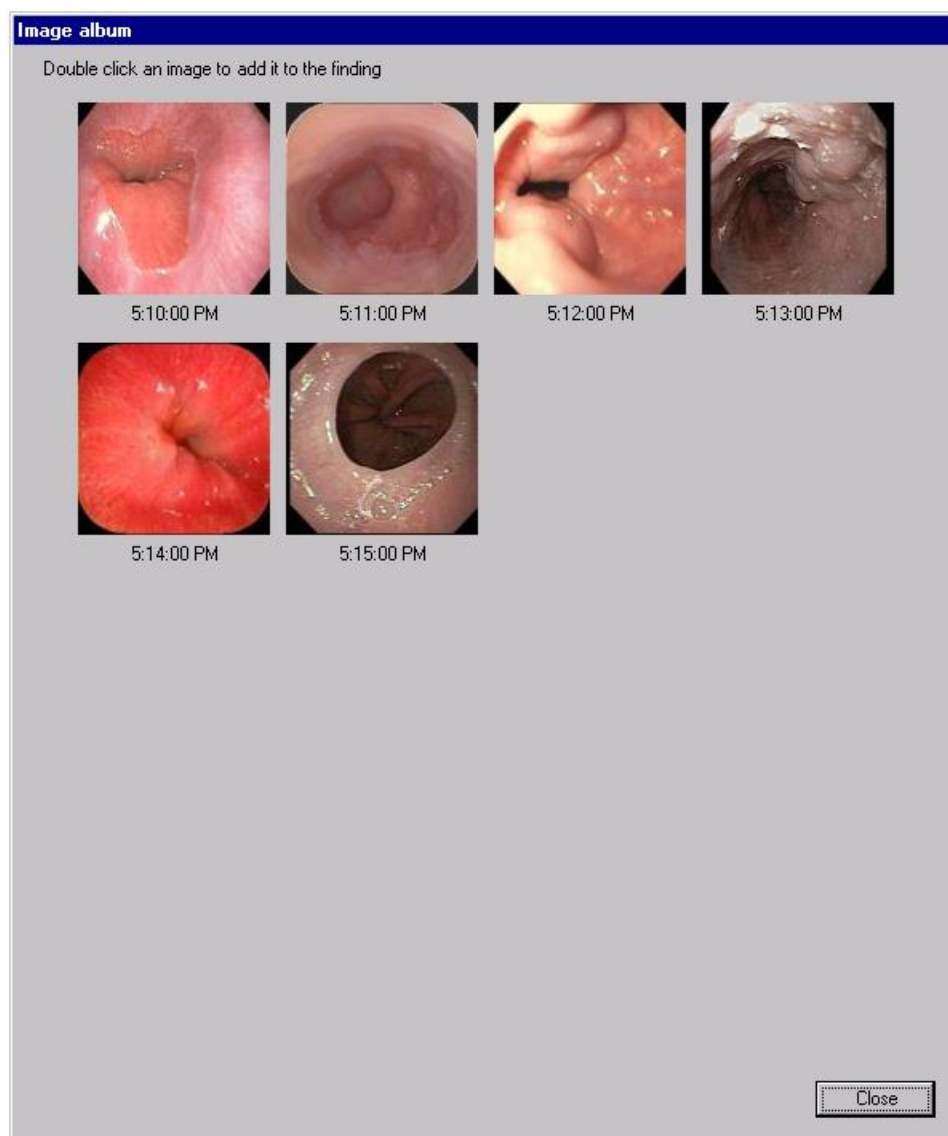 Image album
Double click an image to add it to the finding
5:10:00 PM
5:11:00 PM
5:12:00 PM
5:13:00 PM
5:14:00 PM
5:15:00 PM
Close